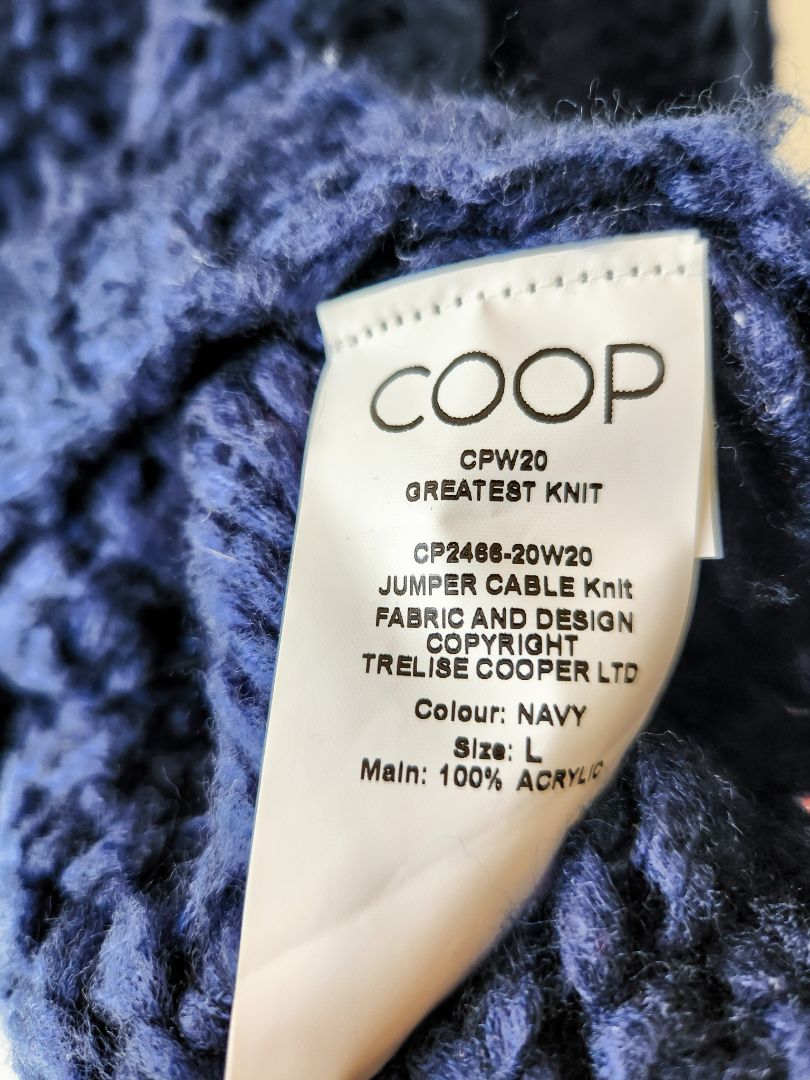 COOP
CPW20
GREATEST KNIT
CP2466-20W20
JUMPER CABLE Knit
FABRIC AND DESIGN
COPYRIGHT
TRELISE COOPER LTD
Colour: NAVY
Size: L
Main: 100% ACRYLIC